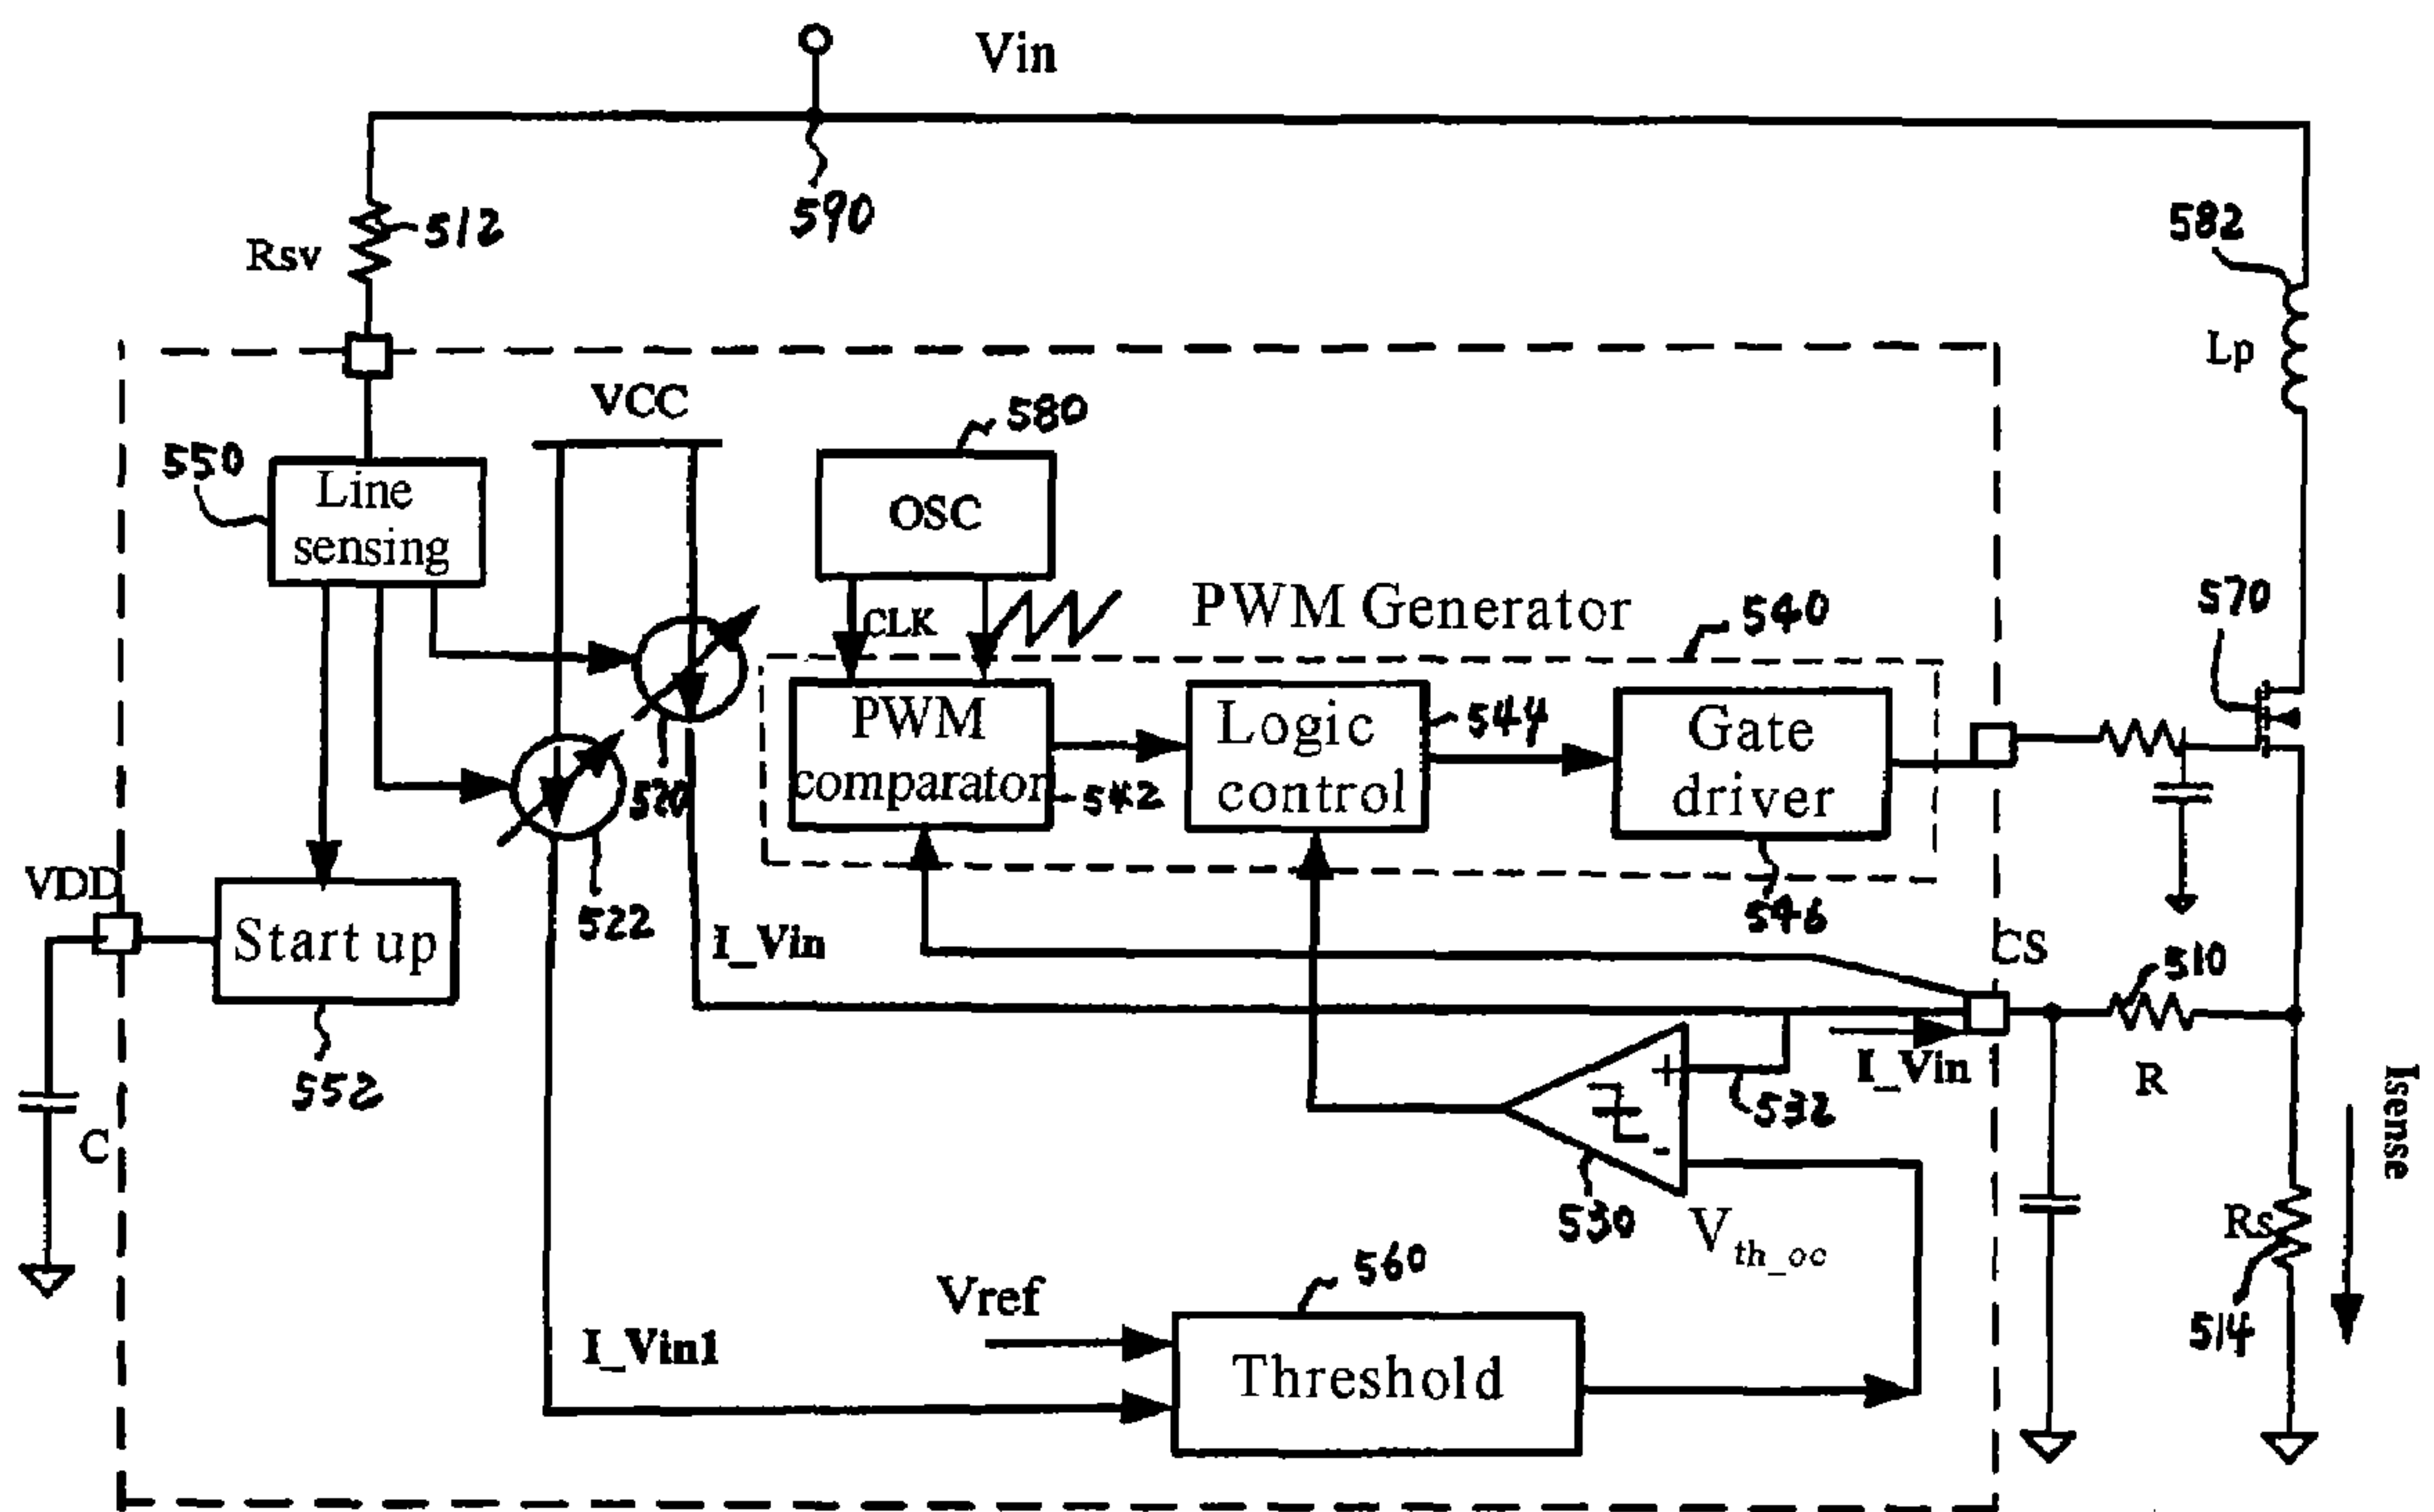 Vin
590
512
Rsv
582
Lp
VCC
580
550
Line
sensing
OSC
CLK
PWM Generator
540
570
PWM
comparator
542
Logic
control
544
Gate
driver
546
520
522
VDD
Start up
552
C
I_Vin
CS
510
R
I_Vin
532
530
V th_oc
Isense
Rs
514
Vref
560
I_Vin1
Threshold
+
-